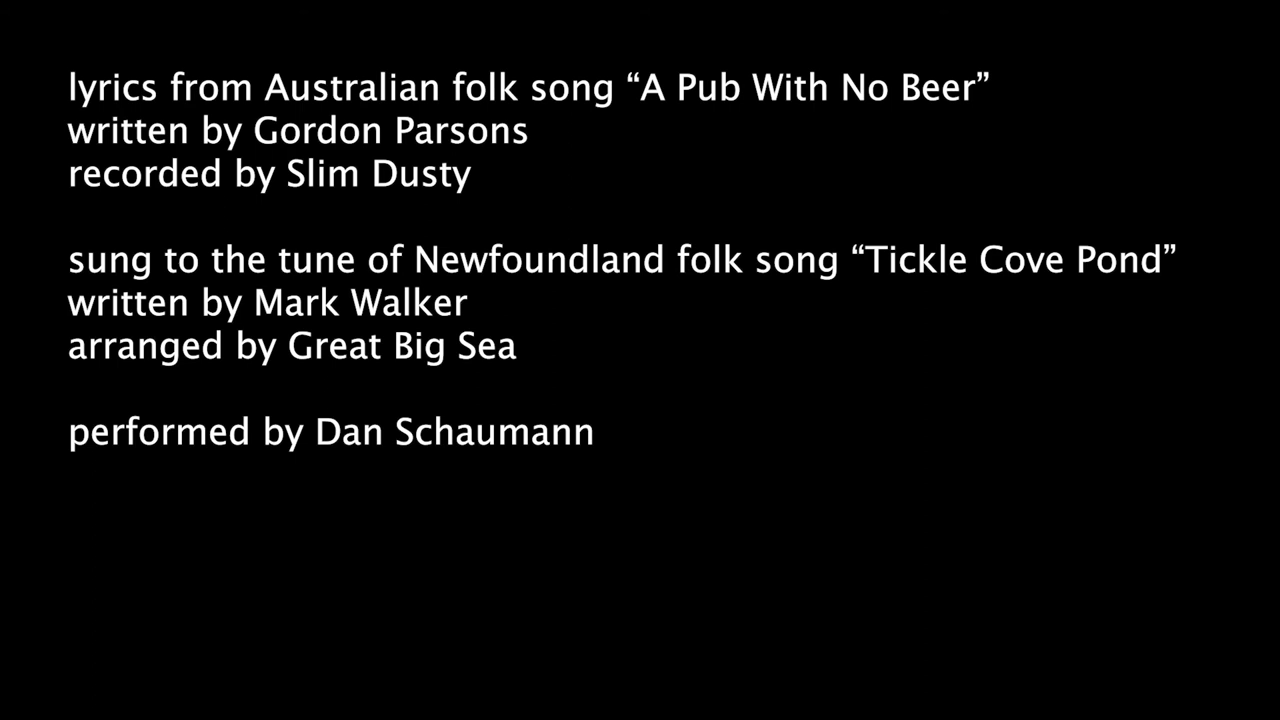 lyrics from Australian folk song “A Pub With No Beer”
written by Gordon Parsons
recorded by Slim Dusty
sung to the tune of Newfoundland folk song “Tickle Cove Pond”
written by Mark Walker
arranged by Great Big Sea
performed by Dan Schaumann